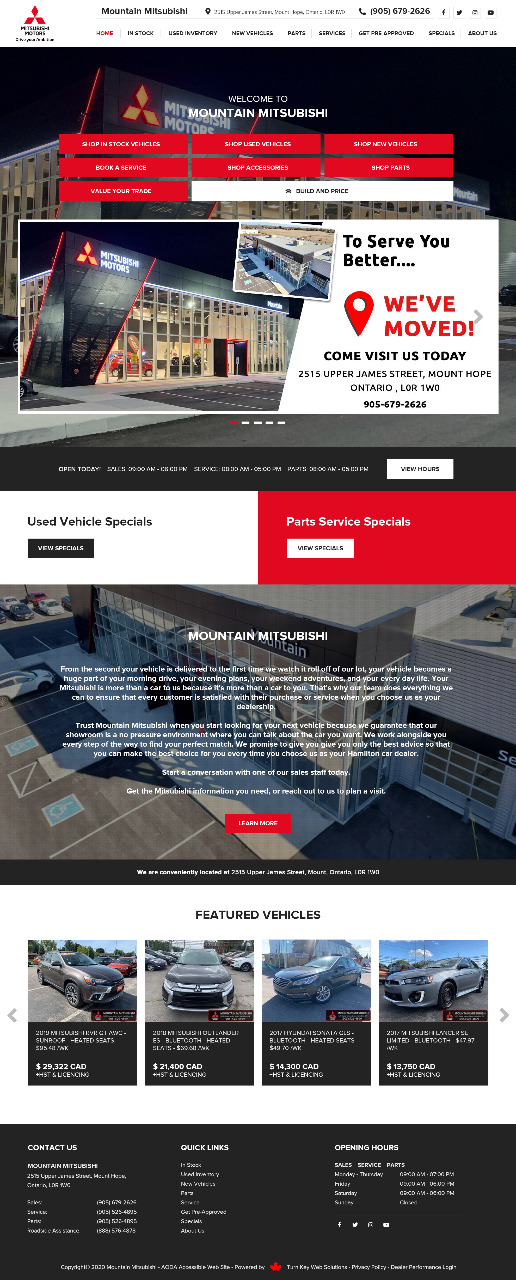 MITSUBISHI
MOTORS
Drive your Ambition
Mountain Mitsubishi
2515 Upper James Street, Mount Hope, Ontario, L0R 1W0
(905) 679-2626
HOME
IN STOCK
USED INVENTORY
NEW VEHICLES
PARTS
SERVICES
GET PRE APPROVED
SPECIALS
ABOUT US
WELCOME TO
MOUNTAIN MITSUBISHI
SHOP IN STOCK VEHICLES
SHOP USED VEHICLES
SHOP NEW VEHICLES
BOOK A SERVICE
SHOP ACCESSORIES
SHOP PARTS
VALUE YOUR TRADE
BUILD AND PRICE
MITSUBISHI
MOTORS
Mountain
MITSUBISHI
MOTORS
Mountain
To Serve You
Better....
WE'VE
MOVED!
COME VISIT US TODAY
2515 UPPER JAMES STREET, MOUNT HOPE
ONTARIO , L0R 1W0
905-679-2626
OPEN TODAY! SALES: 09:00 AM - 06:00 PM SERVICE: 08:00 AM - 05:00 PM PARTS: 08:00 AM - 05:00 PM
VIEW HOURS
Used Vehicle Specials
VIEW SPECIALS
Parts Service Specials
VIEW SPECIALS
MOUNTAIN MITSUBISHI
Mountain Mitsubishi
From the second your vehicle is delivered to the first time we watch it roll off of our lot, your vehicle becomes a
huge part of your morning drive, your evening plans, your weekend adventures, and your every day life. Your
Mitsubishi is more than a car to us because it's more than a car to you. That's why our team does everything we
can to ensure that every customer is satisfied with their purchase or service when you choose us as your
dealership.
Trust Mountain Mitsubishi when you start looking for your next vehicle because we guarantee that our
showroom is a no pressure environment where you can talk about the car you want. We work alongside you
every step of the way to find your perfect match. We promise to give you give you only the best advice so that
you can make the best choice for you every time you choose us as your Hamilton car dealer.
Start a conversation with one of our sales staff today.
Get the Mitsubishi information you need, or reach out to us to plan a visit.
LEARN MORE
We are conveniently located at 2515 Upper James Street, Mount, Ontario, L0R 1W0
FEATURED VEHICLES
2019 MITSUBISHI RVR GT AWC -
SUNROOF - HEATED SEATS -
$95.48 /WK
$ 29,322 CAD
+HST & LICENCING
2018 MITSUBISHI OUTLANDER
ES - BLUETOOTH - HEATED
SEATS - $69.68 /WK
$ 21,400 CAD
+HST & LICENCING
2017 HYUNDAI SONATA GLS -
BLUETOOTH - HEATED SEATS -
$49.70 /WK
$ 14,300 CAD
+HST & LICENCING
2017 MITSUBISHI LANCER SE
LIMITED - BLUETOOTH - $47.97
/WK
$ 13,750 CAD
+HST & LICENCING
CONTACT US
MOUNTAIN MITSUBISHI
2515 Upper James Street, Mount Hope,
Ontario, L0R 1W0
Sales: (905) 679-2626
Service: (905) 526-4895
Parts: (905) 526-4895
Roadside Assistance: (888) 576-4878
QUICK LINKS
In Stock
Used Inventory
New Vehicles
Parts
Service
Get Pre-Approved
Specials
About Us
OPENING HOURS
SALES SERVICE PARTS
Monday - Thursday 09:00 AM - 07:00 PM
Friday 09:00 AM - 06:00 PM
Saturday 09:00 AM - 06:00 PM
Sunday Closed
Copyright© 2020 Mountain Mitsubishi - AODA Accessible Web Site - Powered by Turn Key Web Solutions - Privacy Policy - Dealer Performance Login